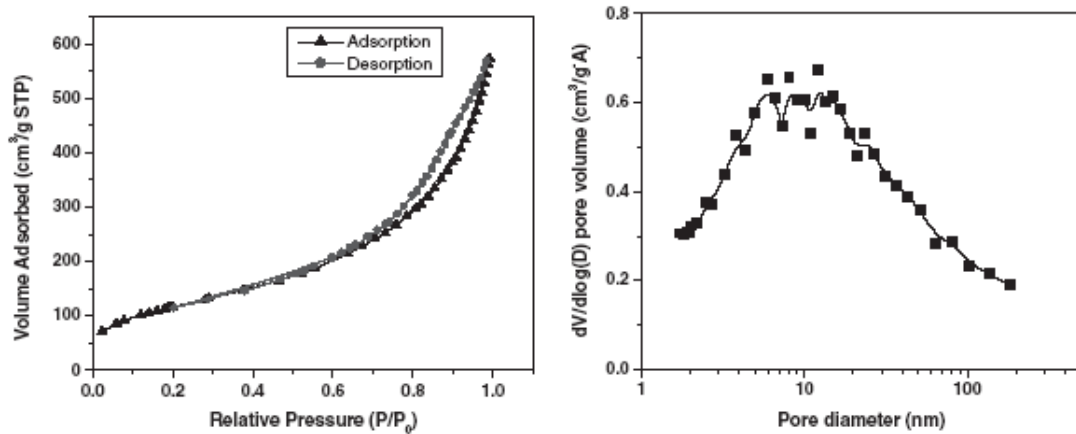 600
500
400
300
200
100
0
Volume Adsorbed (cm³/g STP)
Adsorption
Desorption
0.0 0.2 0.4 0.6 0.8 1.0
Relative Pressure (P/P₀)
0.8
0.6
0.4
0.2
0.0
dV/dlog(D) pore volume (cm³/g·A)
1 10 100
Pore diameter (nm)